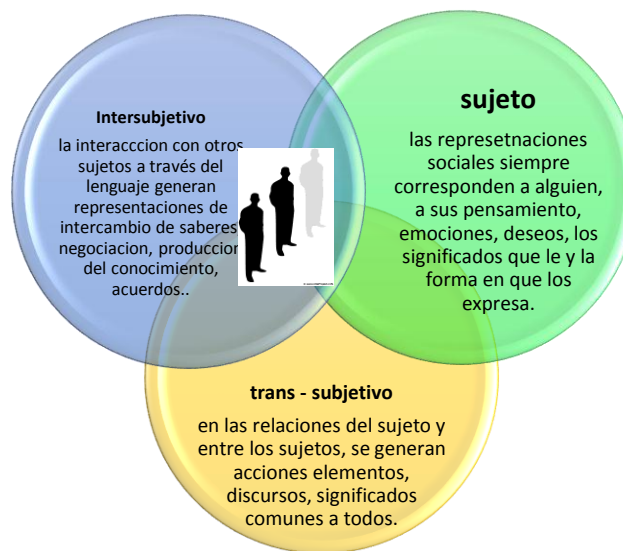 Intersubjetivo
la interacccion con otros
sujetos a través del
lenguaje generan
representaciones de
intercambio de saberes
negociacion, produccion
del conocimiento,
acuerdos..
sujeto
las represetnaciones
sociales siempre
corresponden a alguien,
a sus pensamiento,
emociones, deseos, los
significados que le y la
forma en que los
expresa.
trans - subjetivo
en las relaciones del sujeto y
entre los sujetos, se generan
acciones elementos,
discursos, significados
comunes a todos.